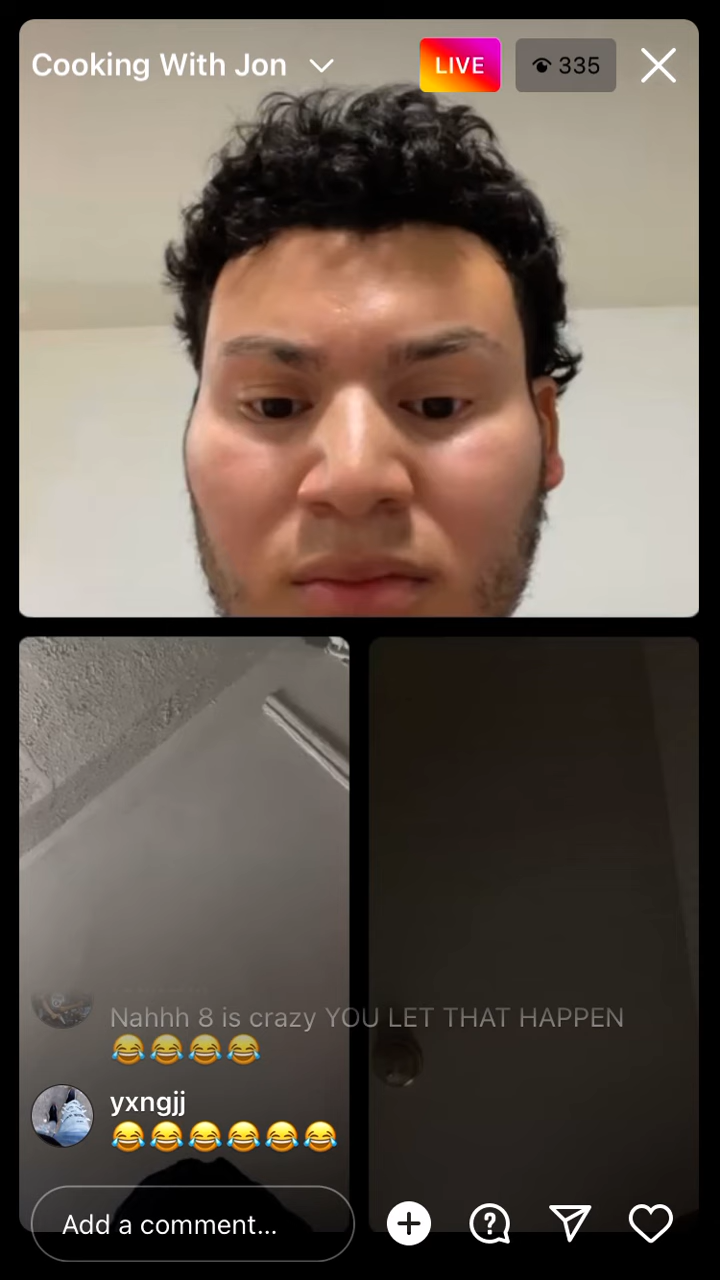 Cooking With Jon
LIVE
335
Nahhh 8 is crazy YOU LET THAT HAPPEN
😂😂😂😂
yxngjj
😂😂😂😂😂😂
Add a comment...